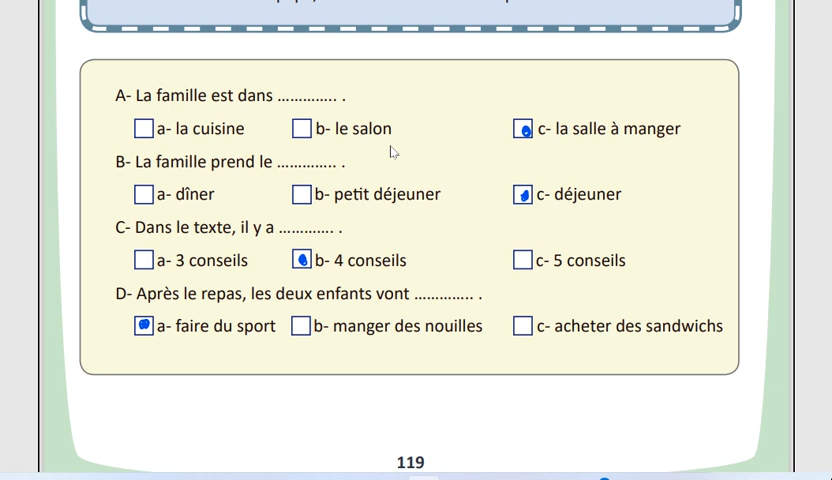 A- La famille est dans .............. .
a- la cuisine b- le salon c- la salle à manger
B- La famille prend le .............. .
a- dîner b- petit déjeuner c- déjeuner
C- Dans le texte, il y a ............. .
a- 3 conseils b- 4 conseils c- 5 conseils
D- Après le repas, les deux enfants vont .............. .
a- faire du sport b- manger des nouilles c- acheter des sandwichs
119